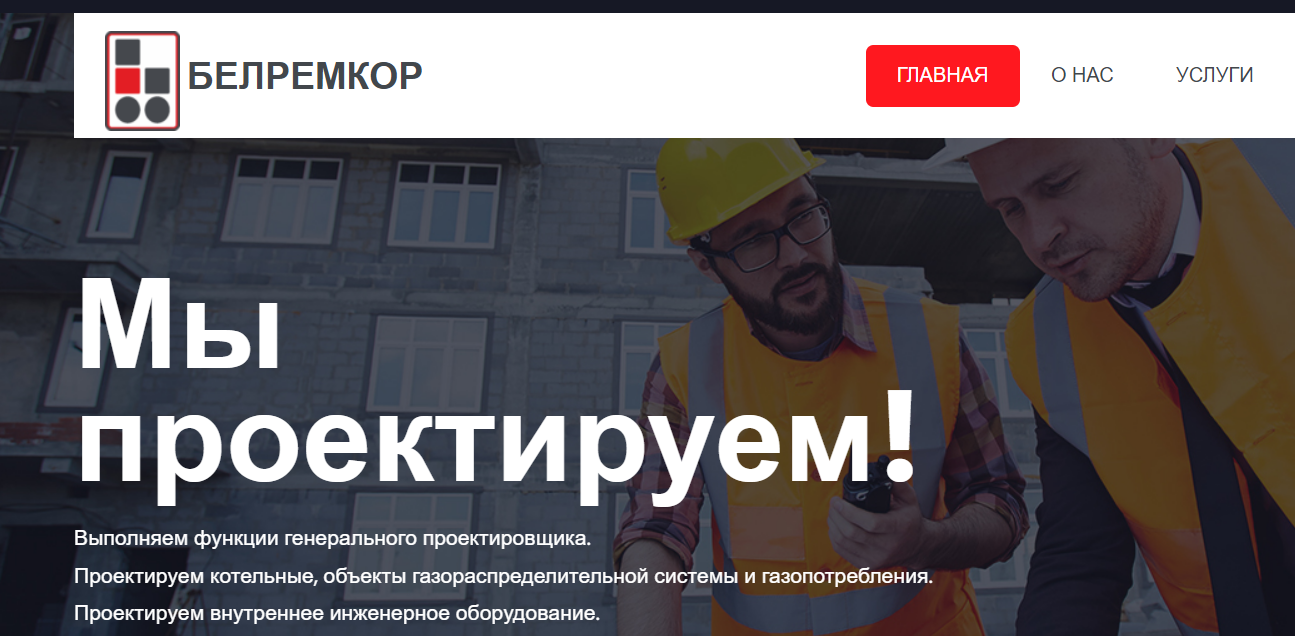 БЕЛРЕМКОР
ГЛАВНАЯ
О НАС
УСЛУГИ
Мы
проектируем!
Выполняем функции генерального проектировщика.
Проектируем котельные, объекты газораспределительной системы и газопотребления.
Проектируем внутреннее инженерное оборудование.